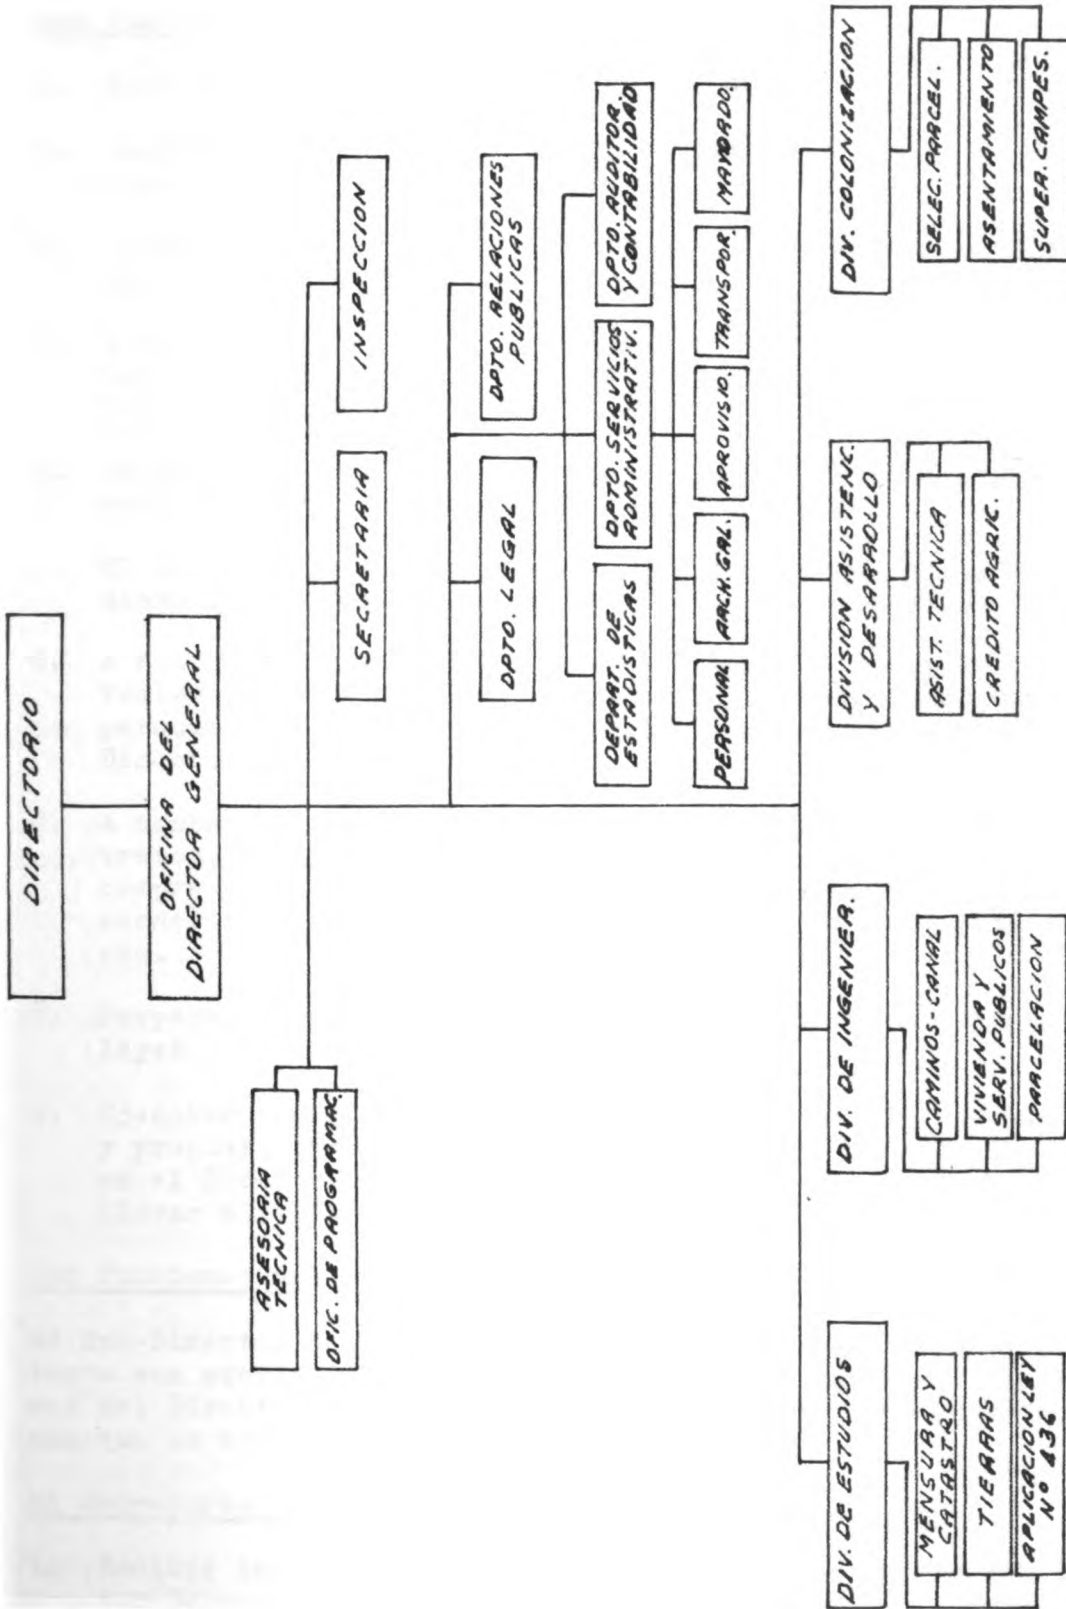 DIRECTORIO
OFICINA DEL
DIRECTOR GENERAL
ASESORIA
TECNICA
OFIC. DE PROGRAMAC.
SECRETARIA
INSPECCION
DPTO. LEGAL
DPTO. RELACIONES
PUBLICAS
DEPART. DE
ESTADISTICAS
DPTO. SERVICIOS
ADMINISTRATIV.
DPTO. AUDITOR.
Y CONTABILIDAD
PERSONAL
ARCH. GAL.
APROVISIO.
TRANSPOR.
MAYORDO.
DIV. DE ESTUDIOS
MENSURA Y
CATASTRO
TIERRAS
APLICACION LEY
Nº 436
DIV. DE INGENIER.
CAMINOS-CANAL
VIVIENDA Y
SERV. PUBLICOS
PARCELACION
DIVISION ASISTENC.
Y DESARROLLO
ASIST. TECNICA
CREDITO AGRIC.
DIV. COLONIZACION
SELEC. PARCEL.
ASENTAMIENTO
SUPER. CAMPES.